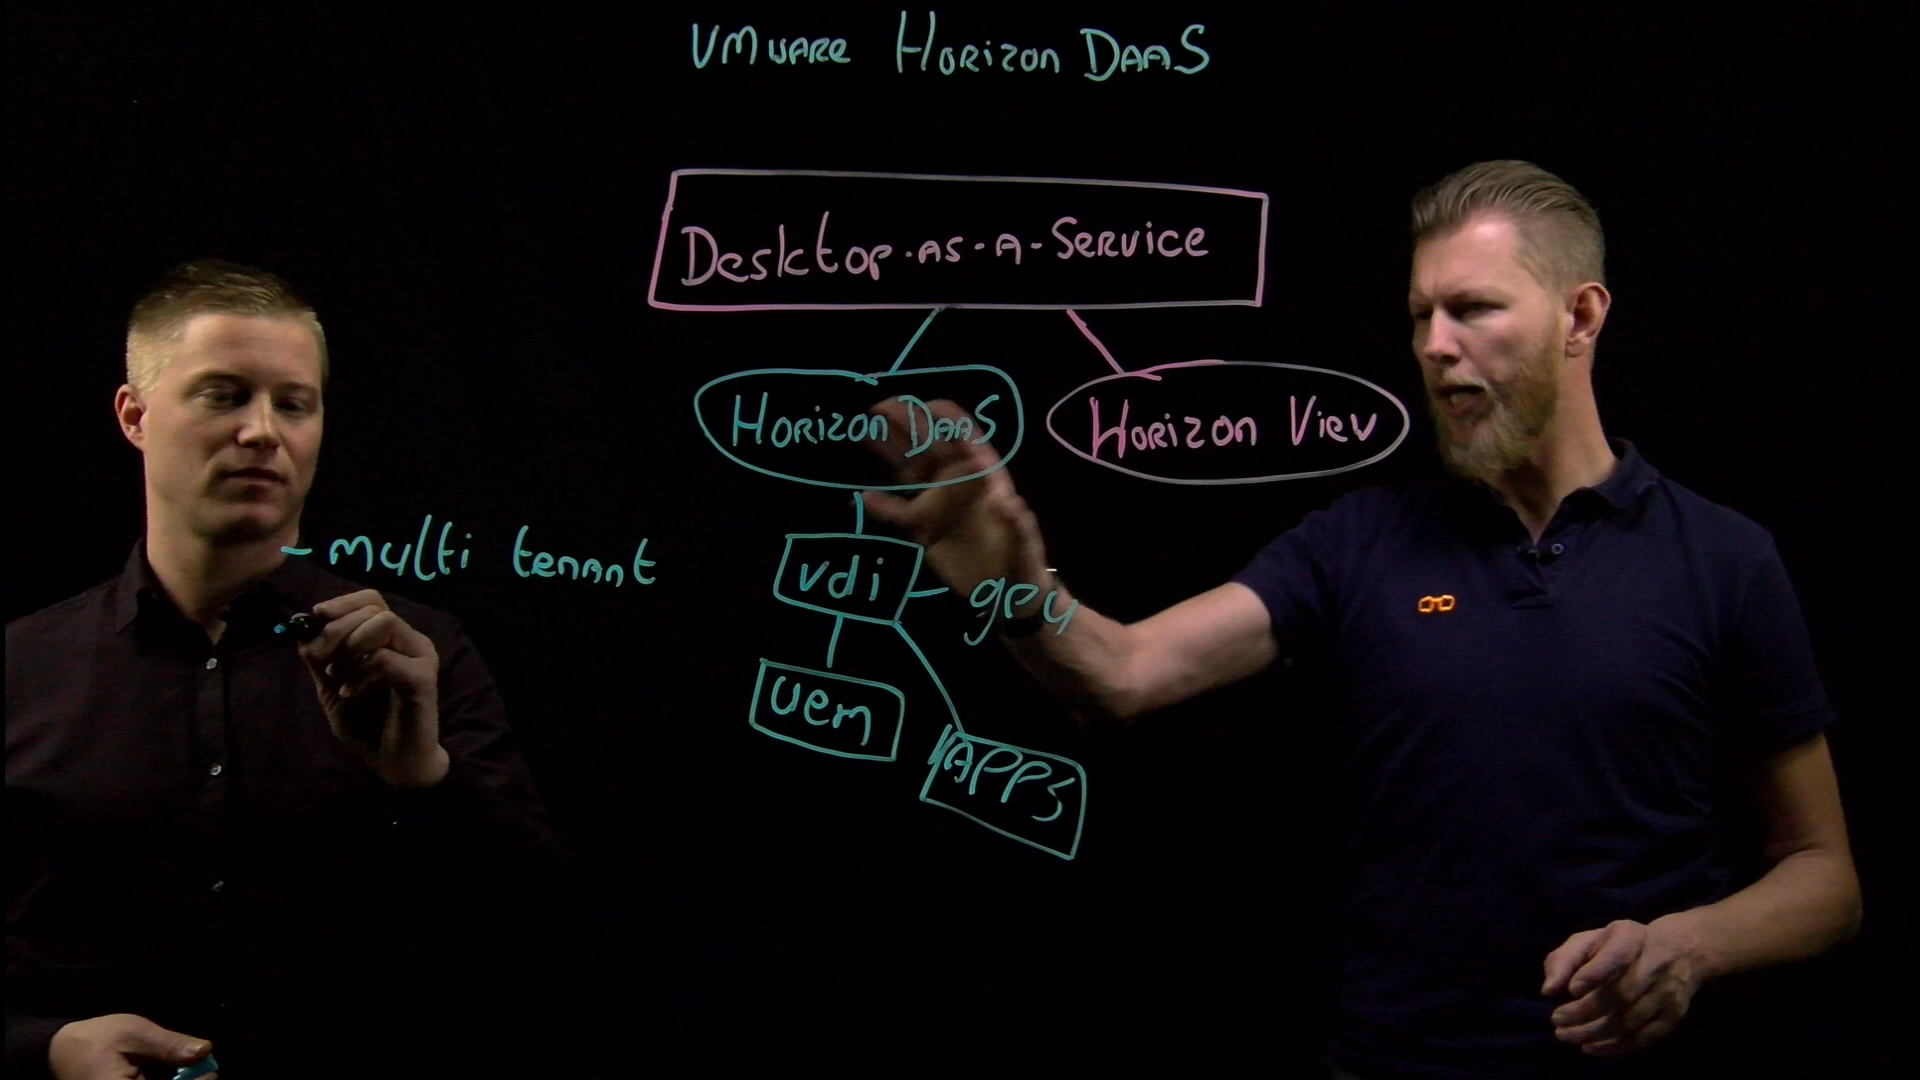 VMware Horizon DaaS
Desktop-as-a-Service
Horizon DaaS
Horizon View
- multi tenant
vdi - gpu
uem
APPS